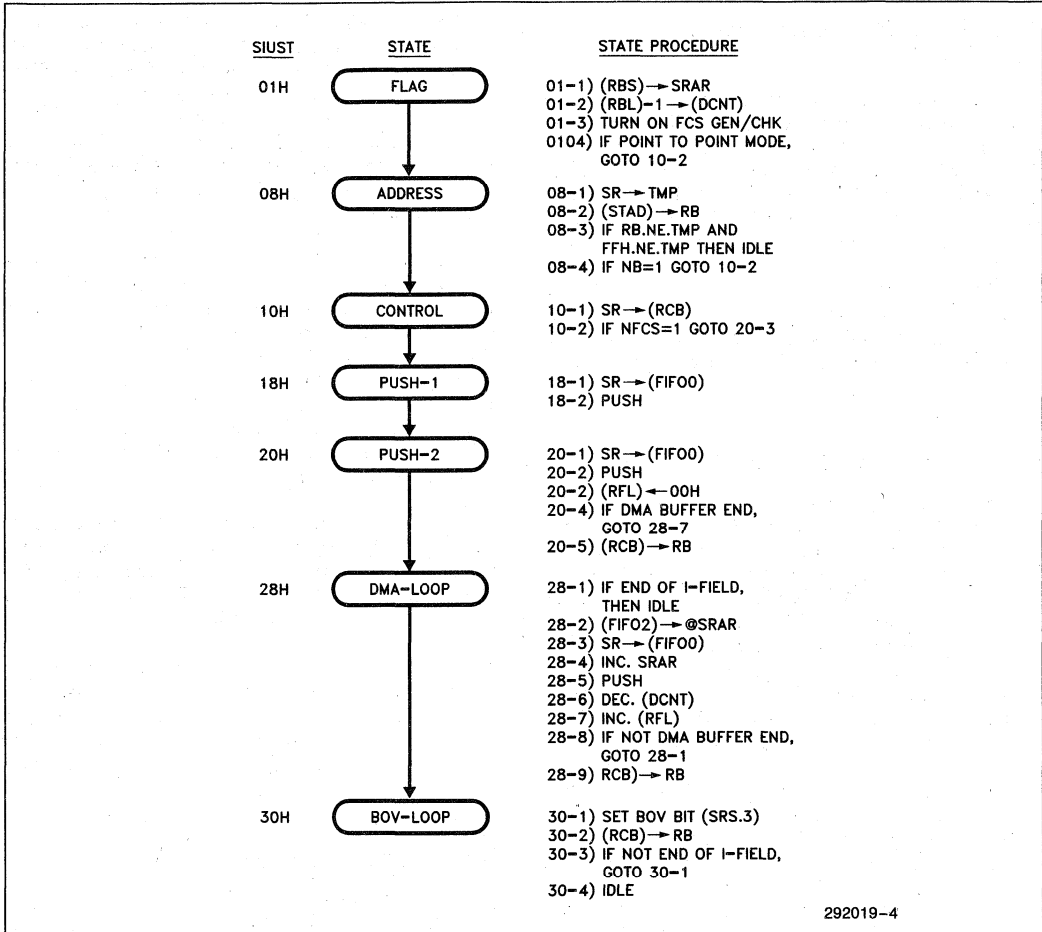 SIUST STATE STATE PROCEDURE
01H FLAG 01-1) (RBS)→ SRAR
01-2) (RBL)-1 → (DCNT)
01-3) TURN ON FCS GEN/CHK
0104) IF POINT TO POINT MODE,
GOTO 10-2
08H ADDRESS 08-1) SR→ TMP
08-2) (STAD)→ RB
08-3) IF RB.NE.TMP AND
FFH.NE.TMP THEN IDLE
08-4) IF NB=1 GOTO 10-2
10H CONTROL 10-1) SR→ (RCB)
10-2) IF NFCS=1 GOTO 20-3
18H PUSH-1 18-1) SR→ (FIFO0)
18-2) PUSH
20H PUSH-2 20-1) SR→ (FIFO0)
20-2) PUSH
20-2) (RFL)←00H
20-4) IF DMA BUFFER END,
GOTO 28-7
20-5) (RCB)→ RB
28H DMA-LOOP 28-1) IF END OF I-FIELD,
THEN IDLE
28-2) (FIFO2)→ @SRAR
28-3) SR→ (FIFO0)
28-4) INC. SRAR
28-5) PUSH
28-6) DEC. (DCNT)
28-7) INC. (RFL)
28-8) IF NOT DMA BUFFER END,
GOTO 28-1
28-9) RCB)→ RB
30H BOV-LOOP 30-1) SET BOV BIT (SRS.3)
30-2) (RCB)→ RB
30-3) IF NOT END OF I-FIELD,
GOTO 30-1
30-4) IDLE
292019-4